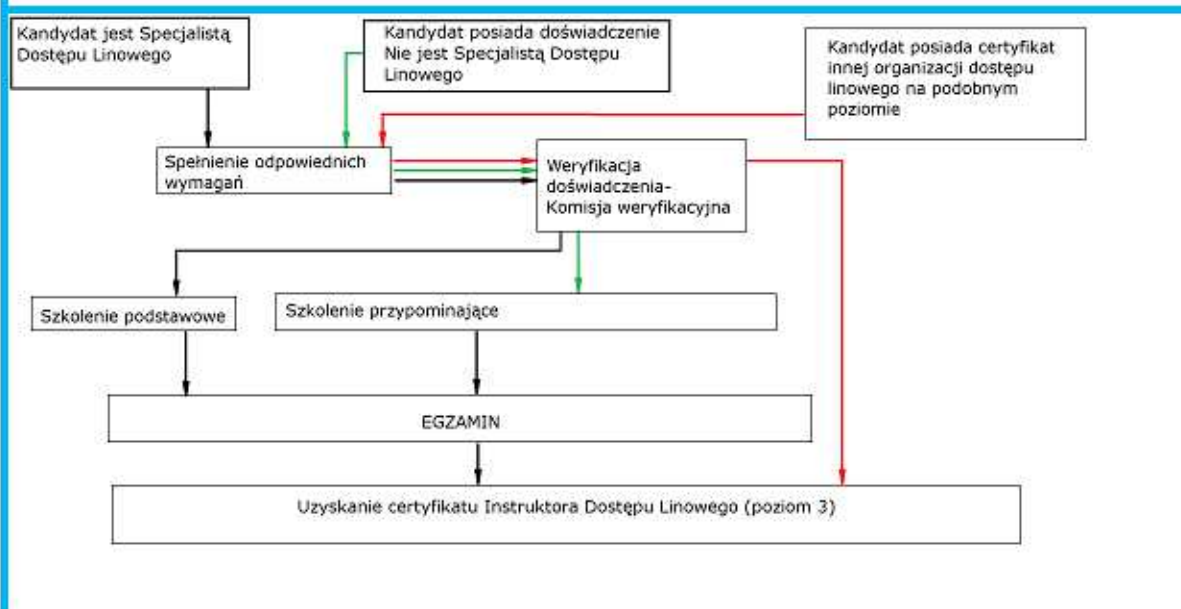 Kandydat jest Specjalistą
Dostępu Linowego
Kandydat posiada doświadczenie
Nie jest Specjalistą Dostępu
Linowego
Kandydat posiada certyfikat
innej organizacji dostępu
linowego na podobnym
poziomie
Spełnienie odpowiednich
wymagań
Weryfikacja
doświadczenia-
Komisja weryfikacyjna
Szkolenie podstawowe
Szkolenie przypominające
EGZAMIN
Uzyskanie certyfikatu Instruktora Dostępu Linowego (poziom 3)